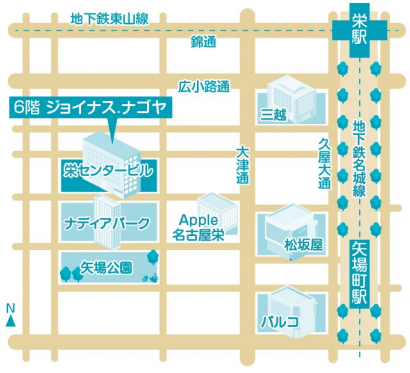 地下鉄東山線
栄駅
錦通
広小路通
6階 ジョイナス.ナゴヤ
三越
栄センタービル
大津通
久屋大通
地下鉄名城線
ナディアパーク
Apple
名古屋栄
松坂屋
矢場町駅
矢場公園
パルコ
N